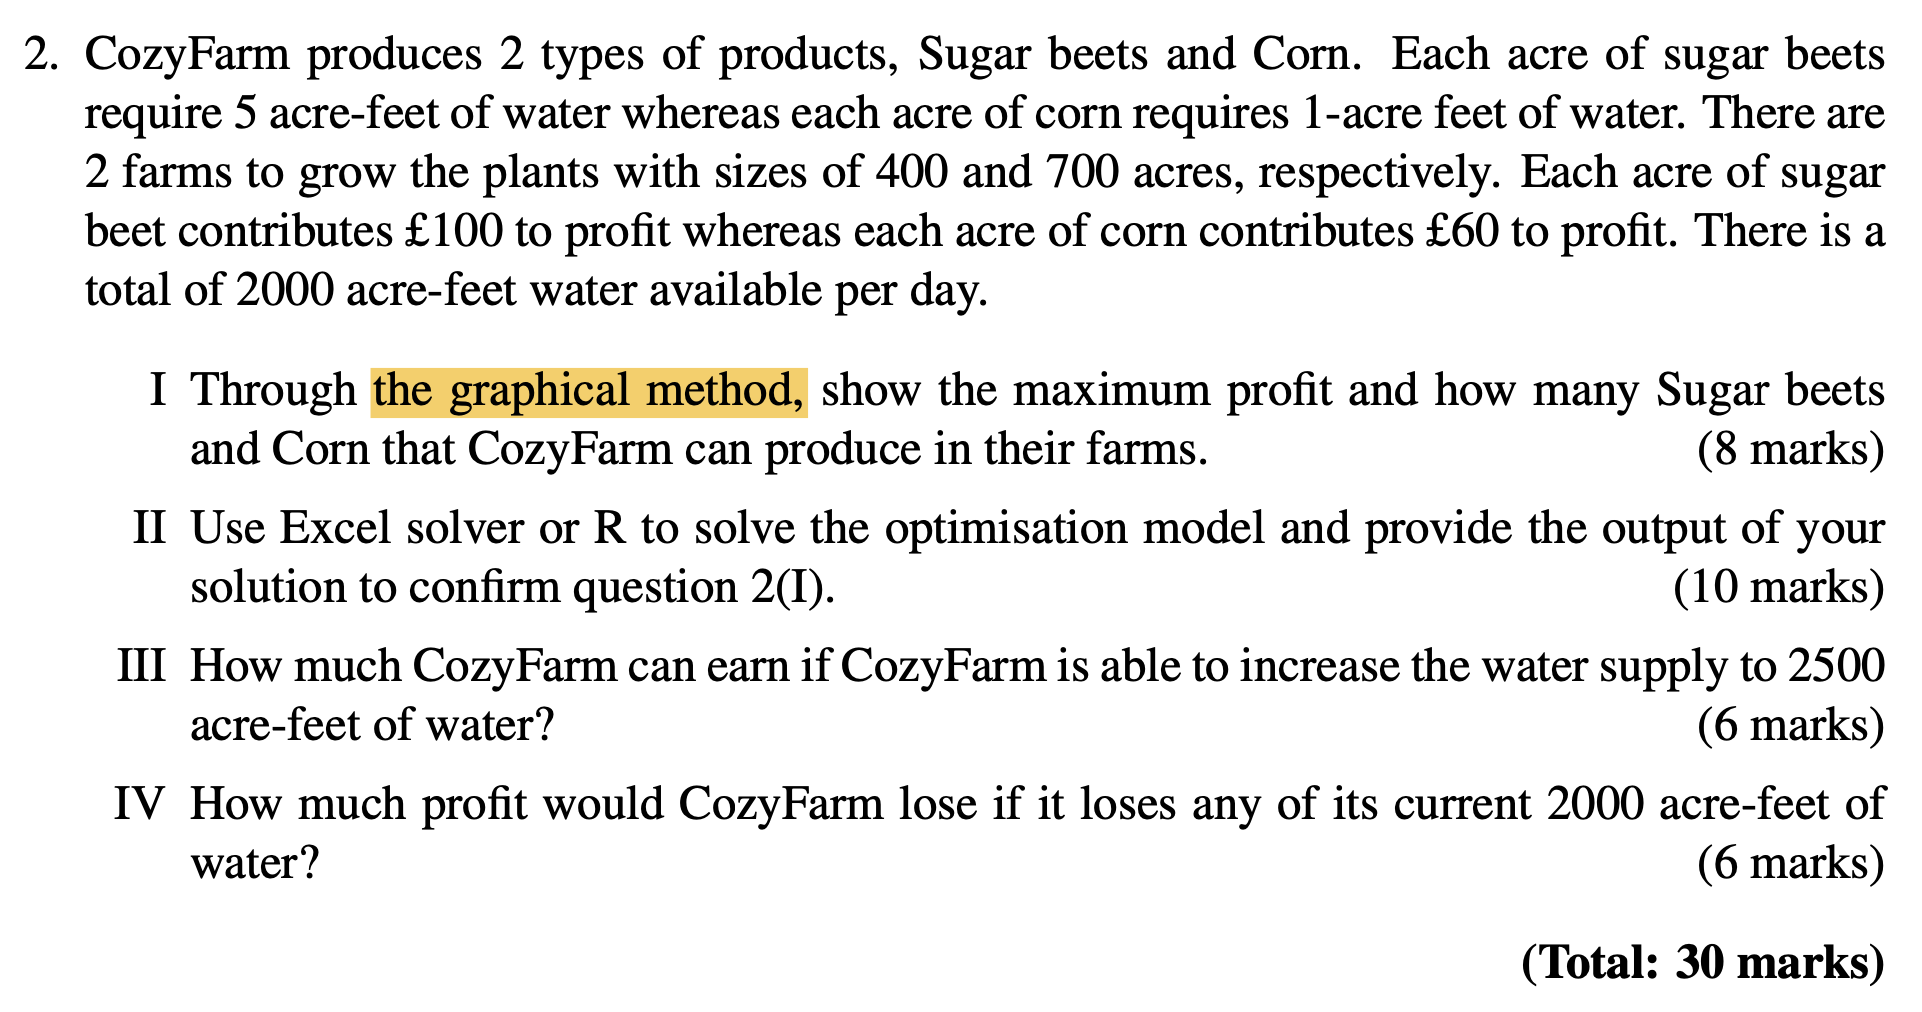 2. CozyFarm produces 2 types of products, Sugar beets and Corn. Each acre of sugar beets
require 5 acre-feet of water whereas each acre of corn requires 1-acre feet of water. There are
2 farms to grow the plants with sizes of 400 and 700 acres, respectively. Each acre of sugar
beet contributes £100 to profit whereas each acre of corn contributes £60 to profit. There is a
total of 2000 acre-feet water available per day.
I Through the graphical method, show the maximum profit and how many Sugar beets
and Corn that CozyFarm can produce in their farms. (8 marks)
II Use Excel solver or R to solve the optimisation model and provide the output of your
solution to confirm question 2(I). (10 marks)
III How much CozyFarm can earn if CozyFarm is able to increase the water supply to 2500
acre-feet of water? (6 marks)
IV How much profit would CozyFarm lose if it loses any of its current 2000 acre-feet of
water? (6 marks)
(Total: 30 marks)